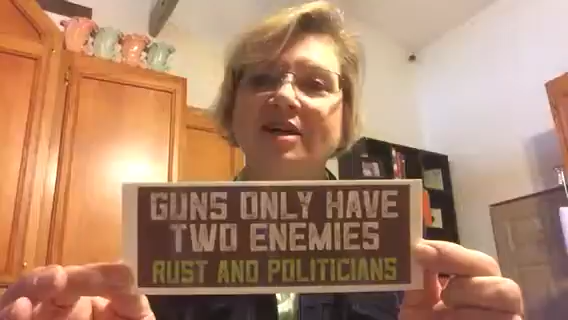 GUNS ONLY HAVE
TWO ENEMIES
RUST AND POLITICIANS